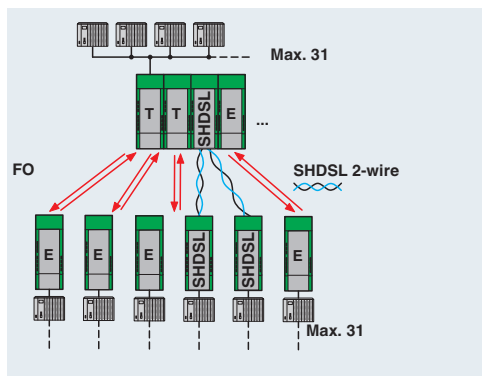 Max. 31
T T SHDSL E ...
FO
SHDSL 2-wire
E E E SHDSL SHDSL E
Max. 31